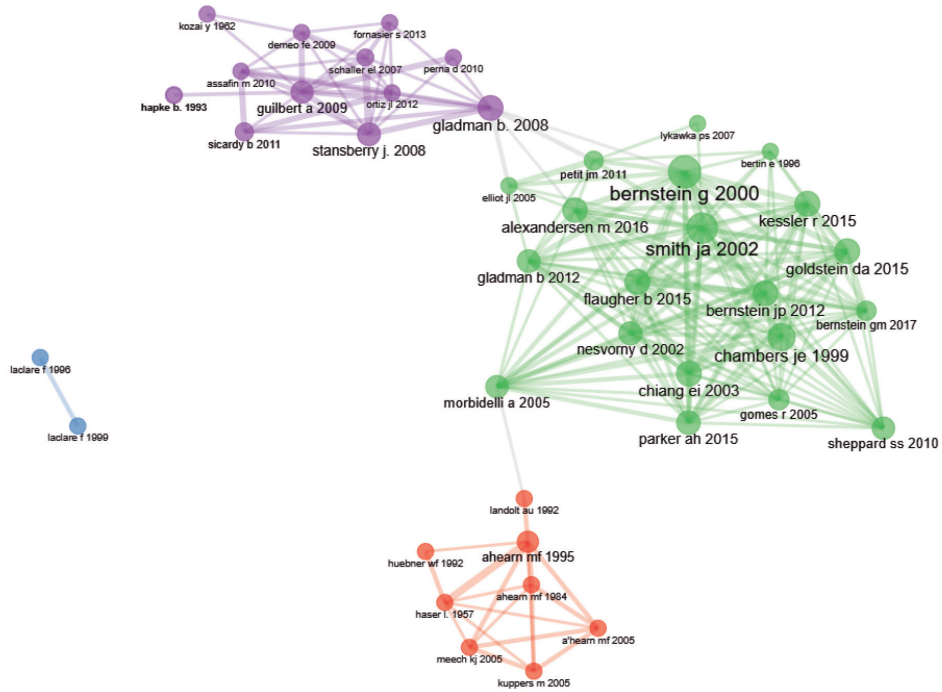 kozai y 1962
fornasier s 2013
demeo fe 2009
schaller el 2007
perna d 2010
assafin m 2010
hapke b. 1993
guilbert a 2009
ortiz jl 2012
gladman b. 2008
sicardy b 2011
stansberry j. 2008
lykawka ps 2007
bertin e 1996
petit jm 2011
elliot jl 2005
bernstein g 2000
alexandersen m 2016
kessler r 2015
smith ja 2002
gladman b 2012
goldstein da 2015
flaugher b 2015
bernstein jp 2012
bernstein gm 2017
nesvorny d 2002
chambers je 1999
laclare f 1996
chiang ei 2003
morbidelli a 2005
gomes r 2005
laclare f 1999
parker ah 2015
sheppard ss 2010
landolt au 1992
ahearn mf 1995
huebner wf 1992
ahearn mf 1984
haser l. 1957
a'hearn mf 2005
meech kj 2005
kuppers m 2005